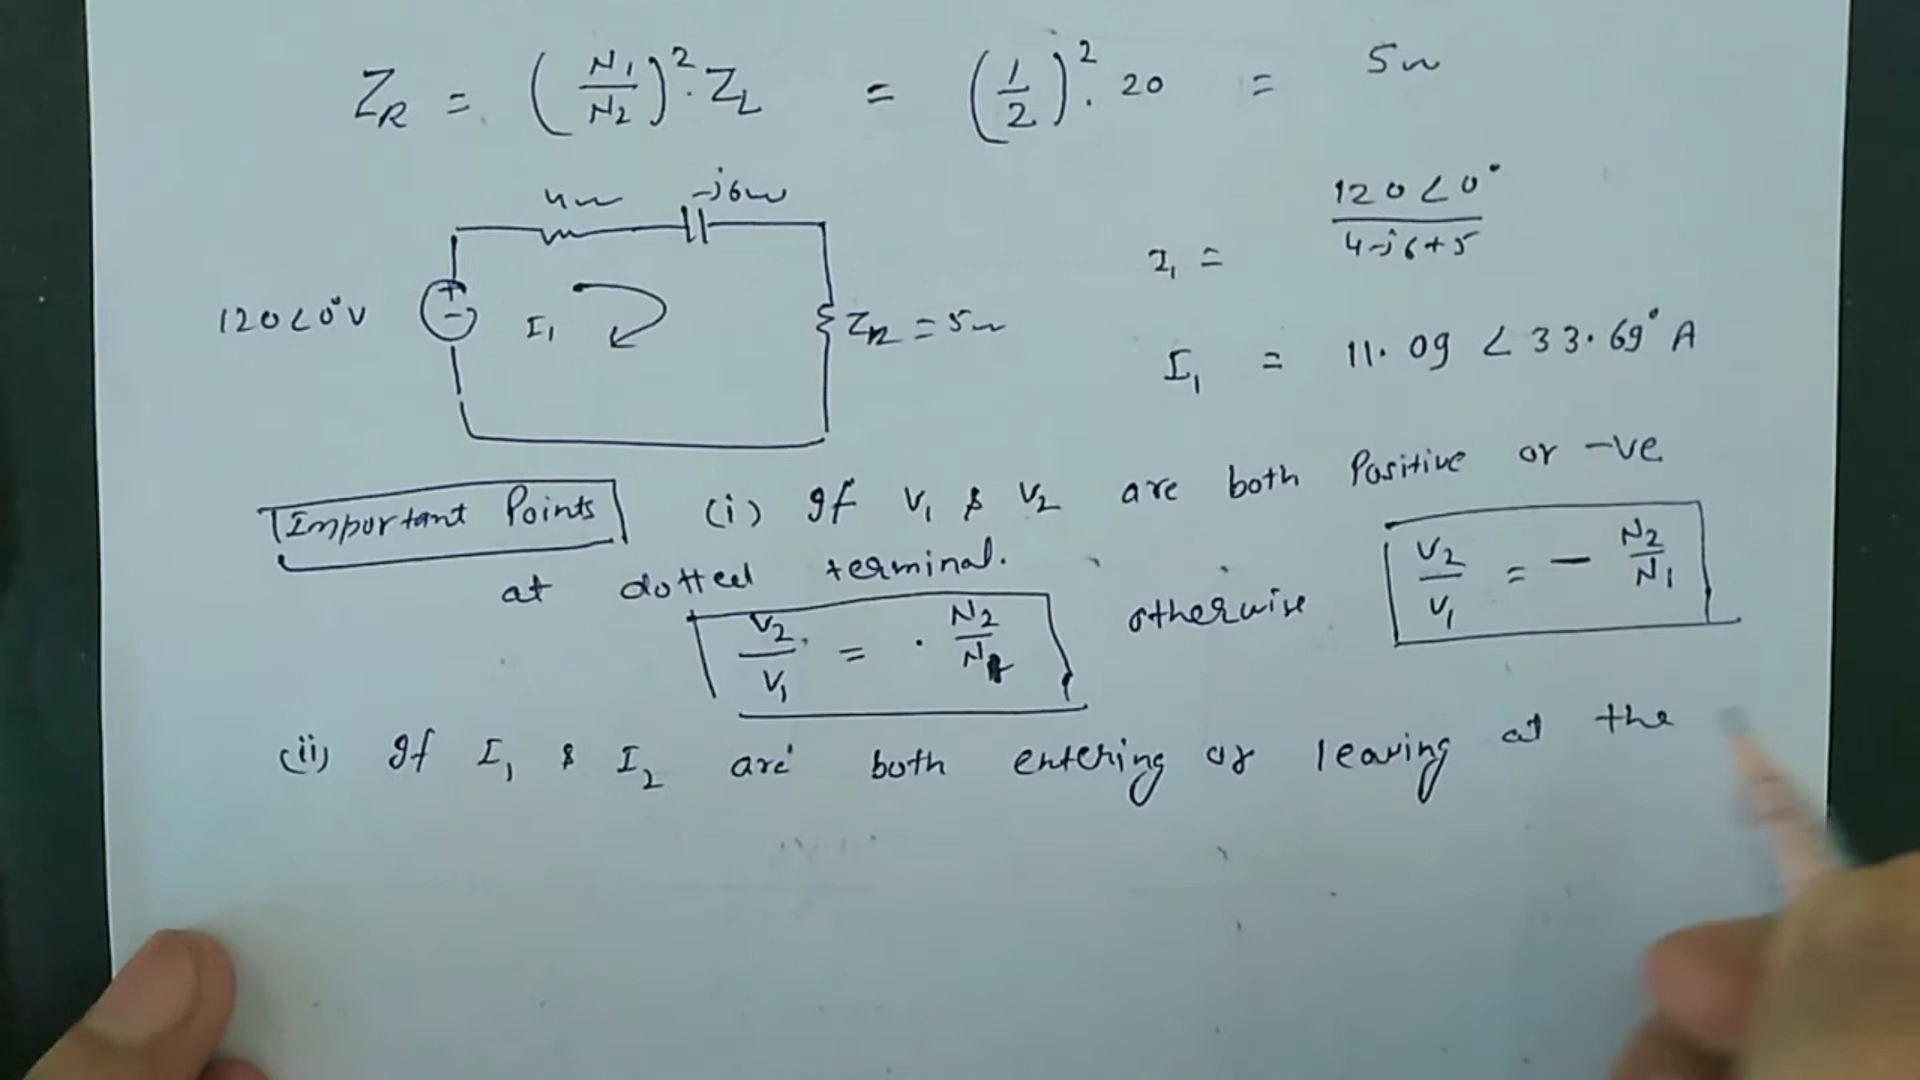 Z_R = (N₁/N₂)² · Z_L = (1/2)² · 20 = 5Ω
4Ω -j6Ω
120∠0°V + - I₁ Z_R = 5Ω
I₁ = 120∠0° / 4-j6+5
I₁ = 11.09 ∠33.69° A
Important Points (i) If V₁ & V₂ are both Positive or -ve
at dotted terminal.
V₂/V₁ = N₂/N₁ otherwise V₂/V₁ = - N₂/N₁
(ii) If I₁ & I₂ are both entering or leaving at the